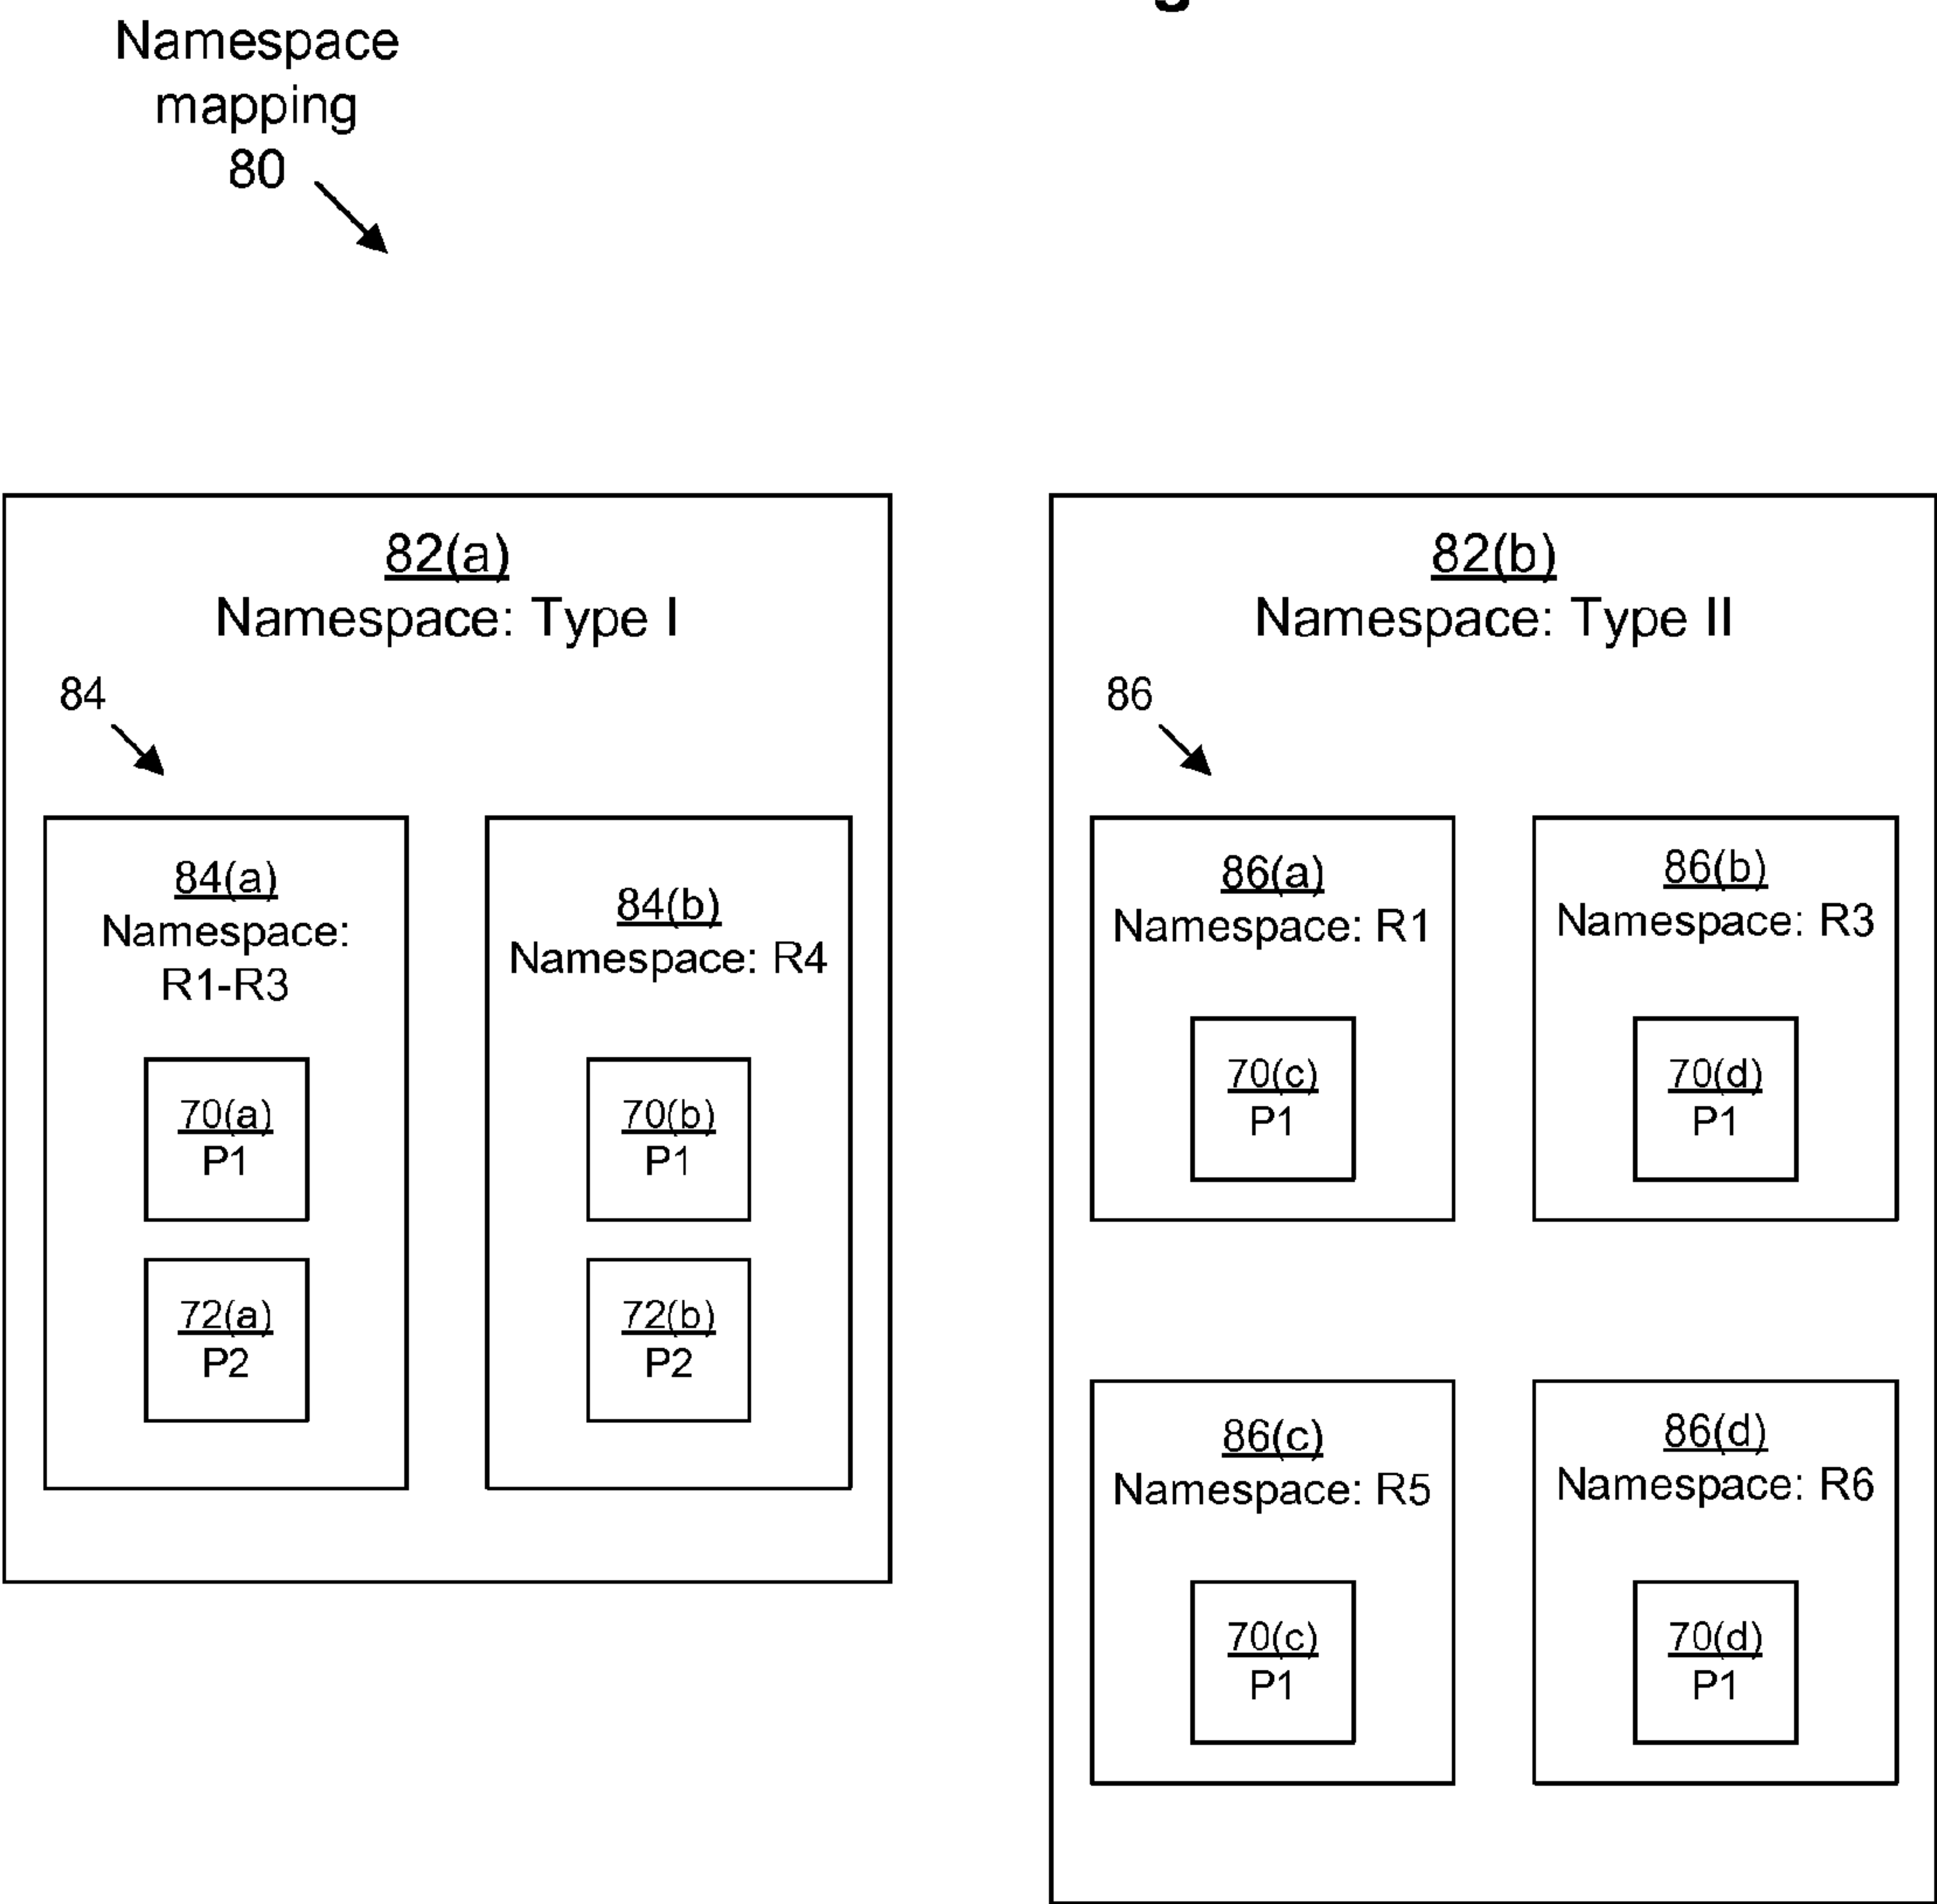 Namespace
mapping
80
82(a)
Namespace: Type I
84
84(a)
Namespace:
R1-R3
70(a)
P1
72(a)
P2
84(b)
Namespace: R4
70(b)
P1
72(b)
P2
82(b)
Namespace: Type II
86
86(a)
Namespace: R1
70(c)
P1
86(b)
Namespace: R3
70(d)
P1
86(c)
Namespace: R5
70(c)
P1
86(d)
Namespace: R6
70(d)
P1